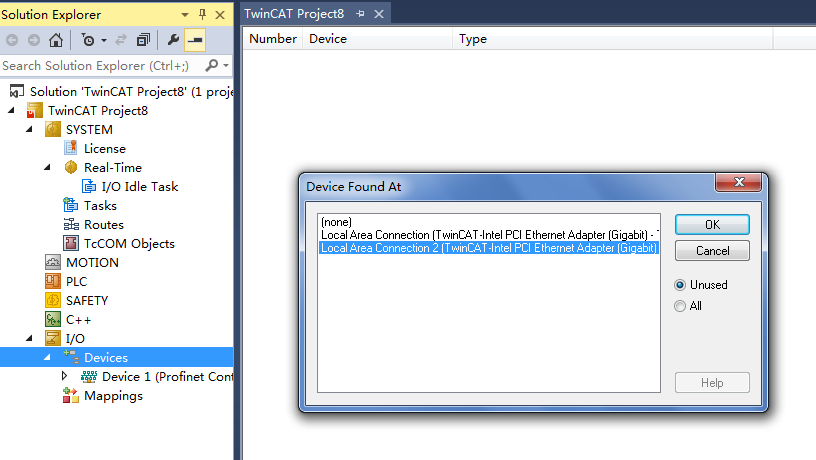 Solution Explorer
Search Solution Explorer (Ctrl+;)
Solution 'TwinCAT Project8' (1 proje
TwinCAT Project8
SYSTEM
License
Real-Time
I/O Idle Task
Tasks
Routes
TcCOM Objects
MOTION
PLC
SAFETY
C++
I/O
Devices
Device 1 (Profinet Cont
Mappings
TwinCAT Project8
Number Device Type
Device Found At
(none)
Local Area Connection (TwinCAT-Intel PCI Ethernet Adapter (Gigabit) -
Local Area Connection 2 (TwinCAT-Intel PCI Ethernet Adapter (Gigabit)
OK
Cancel
Unused
All
Help